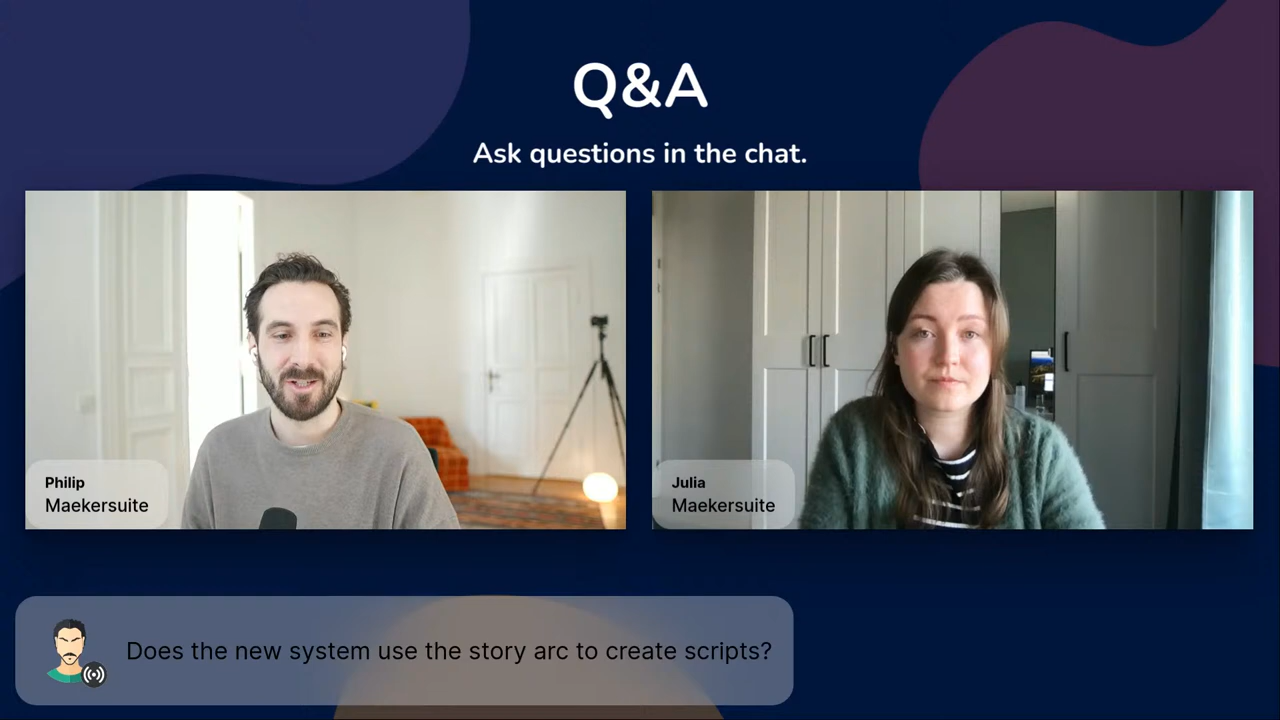 Q&A
Ask questions in the chat.
Philip
Maekersuite
Julia
Maekersuite
Does the new system use the story arc to create scripts?